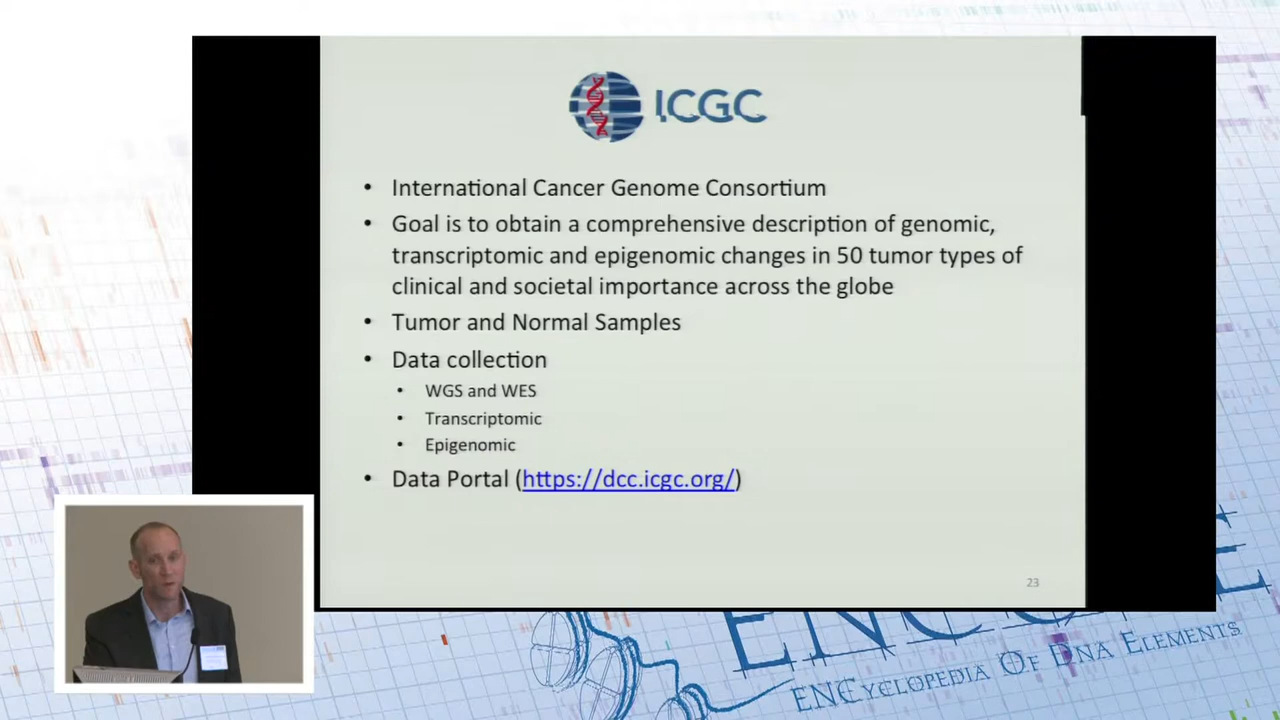 ICGC
• International Cancer Genome Consortium
• Goal is to obtain a comprehensive description of genomic,
transcriptomic and epigenomic changes in 50 tumor types of
clinical and societal importance across the globe
• Tumor and Normal Samples
• Data collection
• WGS and WES
• Transcriptomic
• Epigenomic
• Data Portal (https://dcc.icgc.org/)
23
ENCYCLOPEDIA OF DNA ELEMENTS